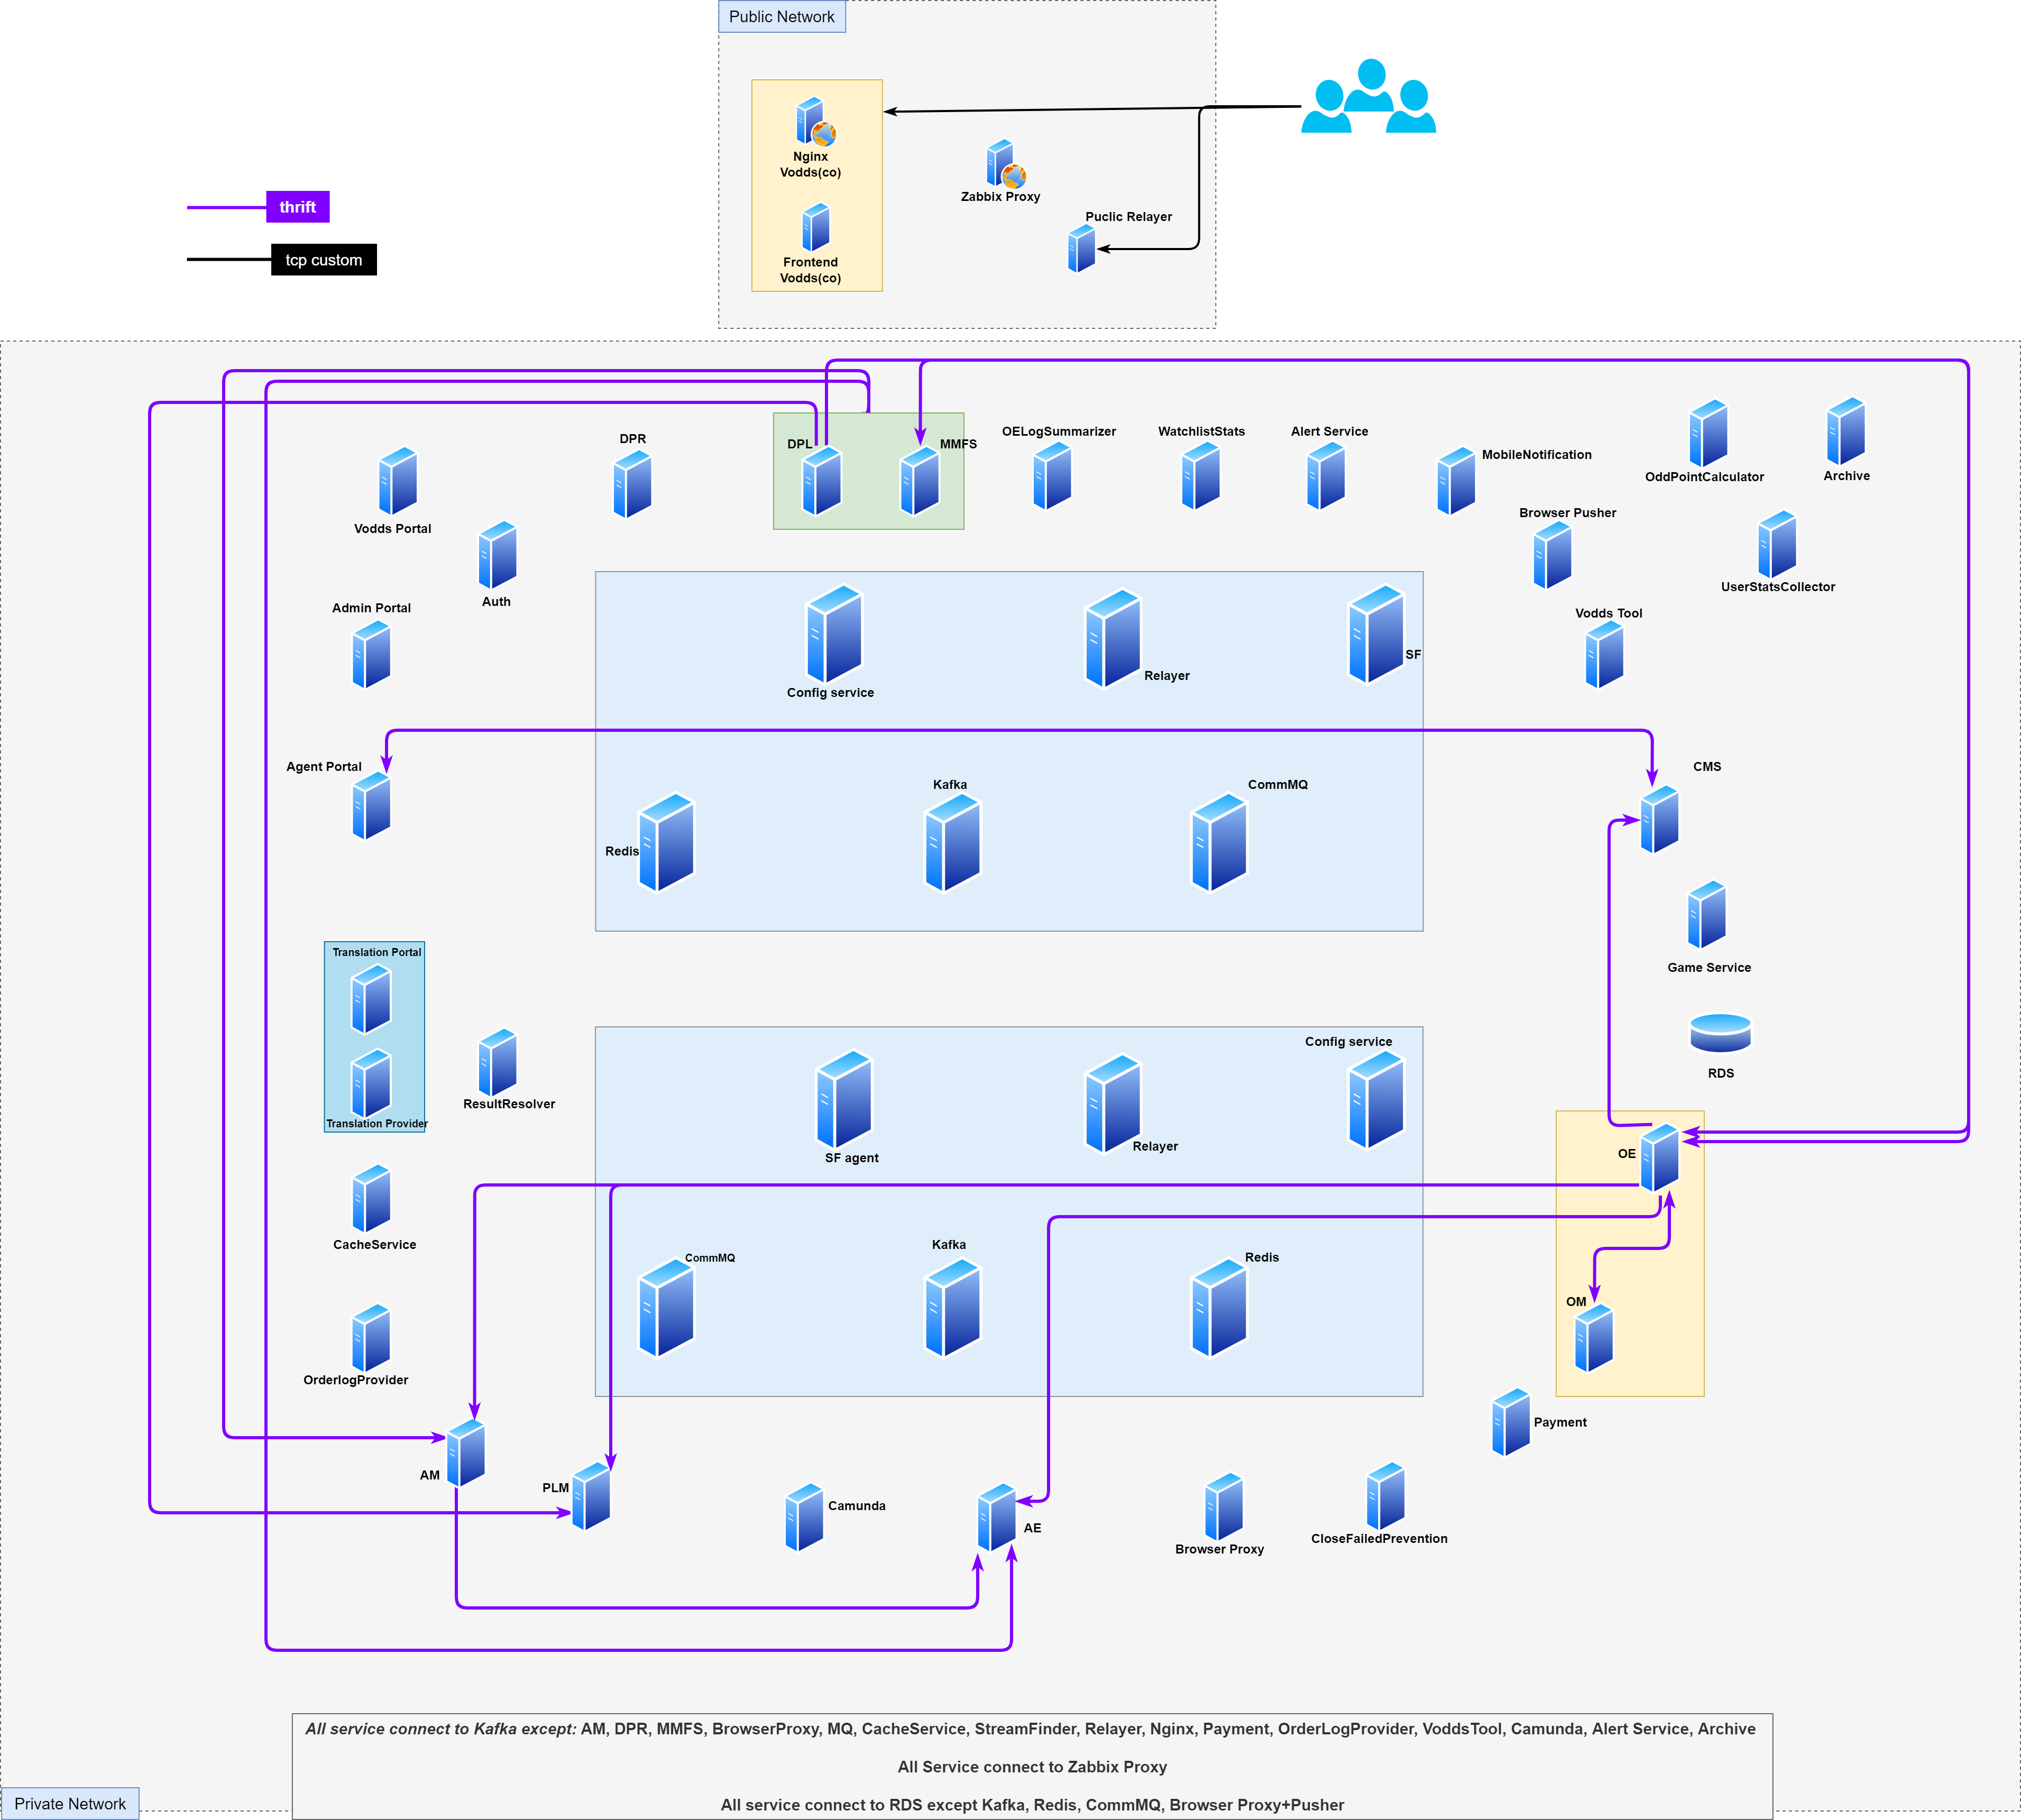 Public Network
Nginx
Vodds(co)
Zabbix Proxy
thrift
Puclic Relayer
tcp custom
Frontend
Vodds(co)
DPR
DPL
MMFS
OELogSummarizer
WatchlistStats
Alert Service
MobileNotification
OddPointCalculator
Archive
Vodds Portal
Browser Pusher
Auth
UserStatsCollector
Admin Portal
Vodds Tool
SF
Relayer
Config service
Agent Portal
CMS
Kafka
CommMQ
Redis
Translation Portal
Game Service
Config service
RDS
ResultResolver
Translation Provider
Relayer
OE
SF agent
CacheService
Kafka
CommMQ
Redis
OM
OrderlogProvider
Payment
AM
PLM
Camunda
AE
CloseFailedPrevention
Browser Proxy
All service connect to Kafka except: AM, DPR, MMFS, BrowserProxy, MQ, CacheService, StreamFinder, Relayer, Nginx, Payment, OrderLogProvider, VoddsTool, Camunda, Alert Service, Archive
All Service connect to Zabbix Proxy
All service connect to RDS except Kafka, Redis, CommMQ, Browser Proxy+Pusher
Private Network